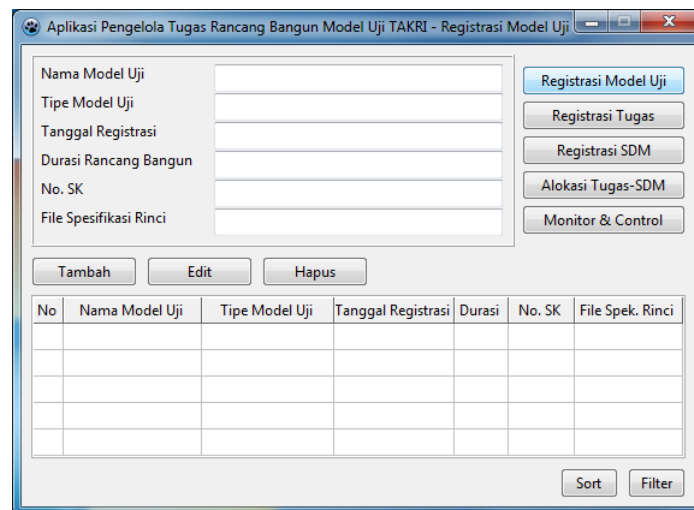 Aplikasi Pengelola Tugas Rancang Bangun Model Uji TAKRI - Registrasi Model Uji
Nama Model Uji
Tipe Model Uji
Tanggal Registrasi
Durasi Rancang Bangun
No. SK
File Spesifikasi Rinci
Registrasi Model Uji
Registrasi Tugas
Registrasi SDM
Alokasi Tugas-SDM
Monitor & Control
Tambah Edit Hapus
No Nama Model Uji Tipe Model Uji Tanggal Registrasi Durasi No. SK File Spek. Rinci
Sort Filter